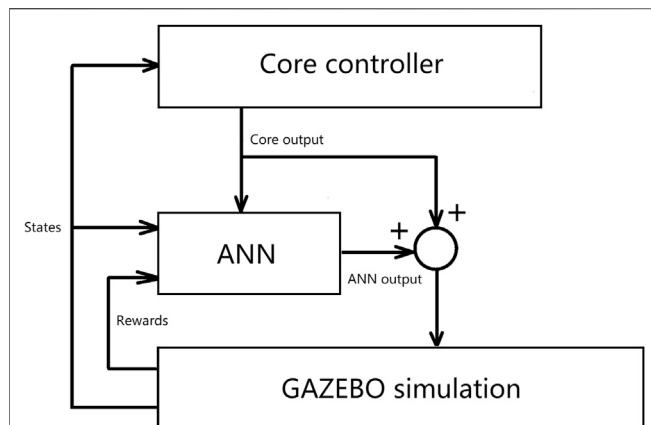 Core controller
Core output
+
+
States
ANN
ANN output
Rewards
GAZEBO simulation